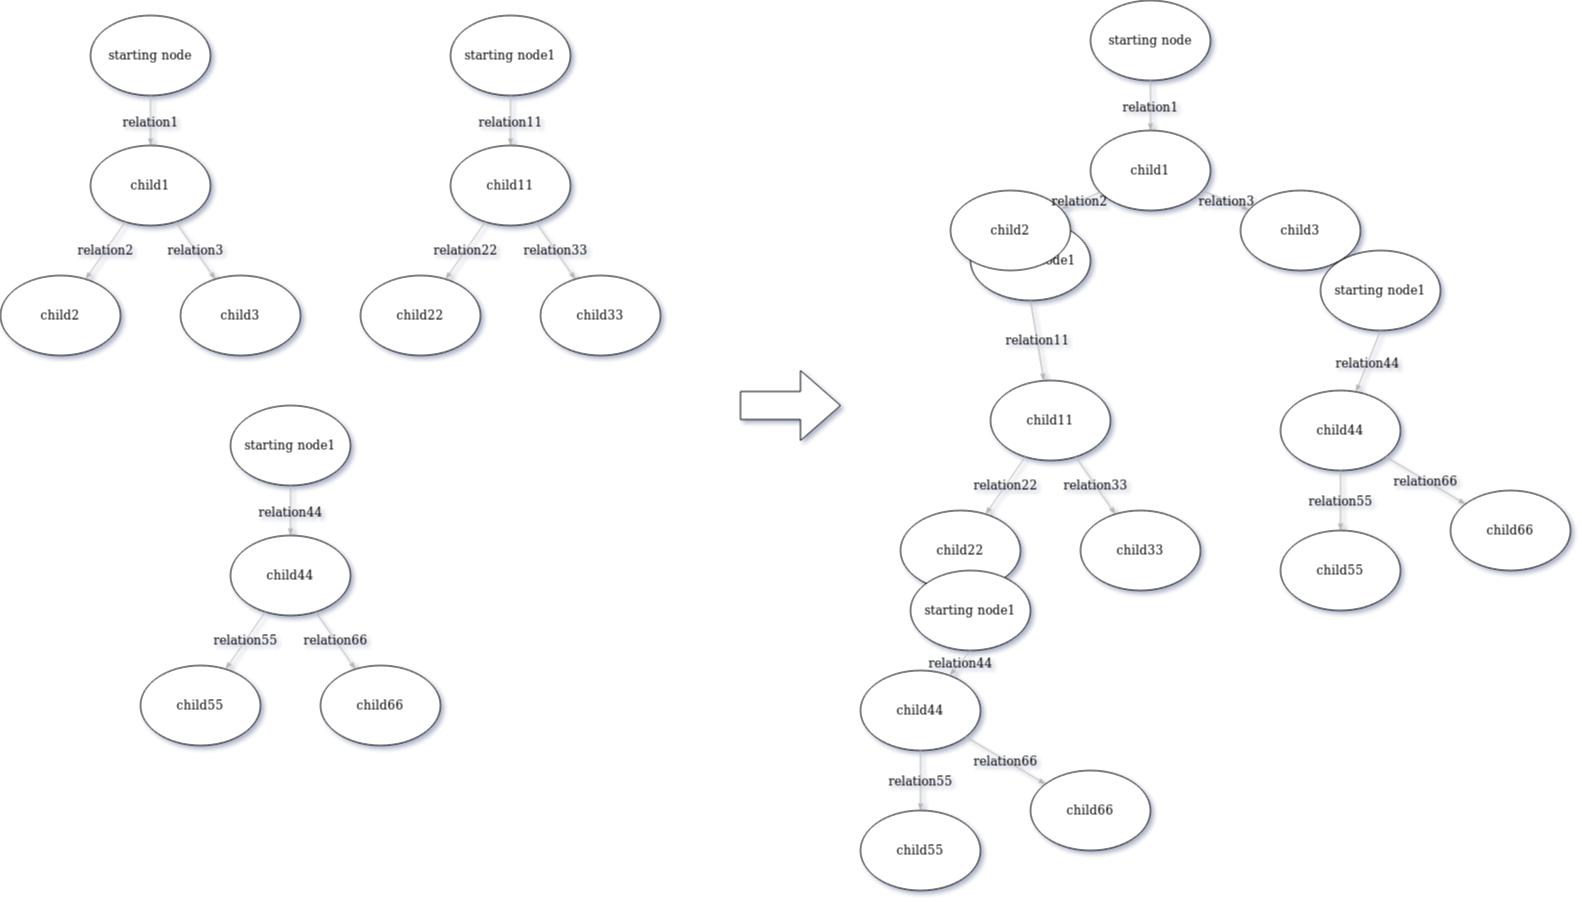 starting node
relation1
child1
relation2
relation3
child2
child3
starting node1
relation11
child11
relation22
relation33
child22
child33
starting node1
relation44
child44
relation55
relation66
child55
child66
starting node
relation1
child1
relation2
relation3
child2
child3
starting node1
relation11
relation44
child11
child44
relation22
relation33
relation55
relation66
child22
child33
child55
child66
starting node1
relation44
child44
relation55
relation66
child66
child55